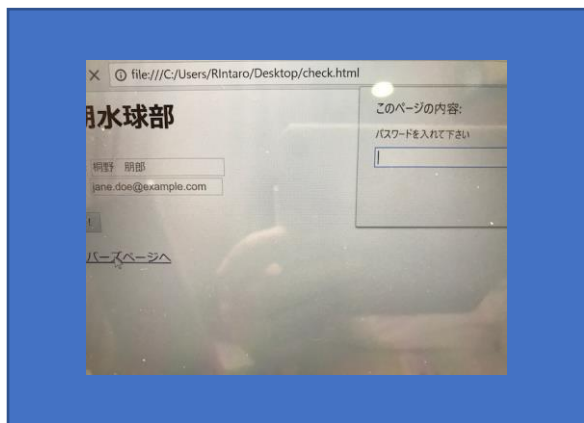 file:///C:/Users/RIntaro/Desktop/check.html
水球部
桐野　朋郎
jane.doe@example.com
!
バーズページへ
このページの内容:
パスワードを入れて下さい